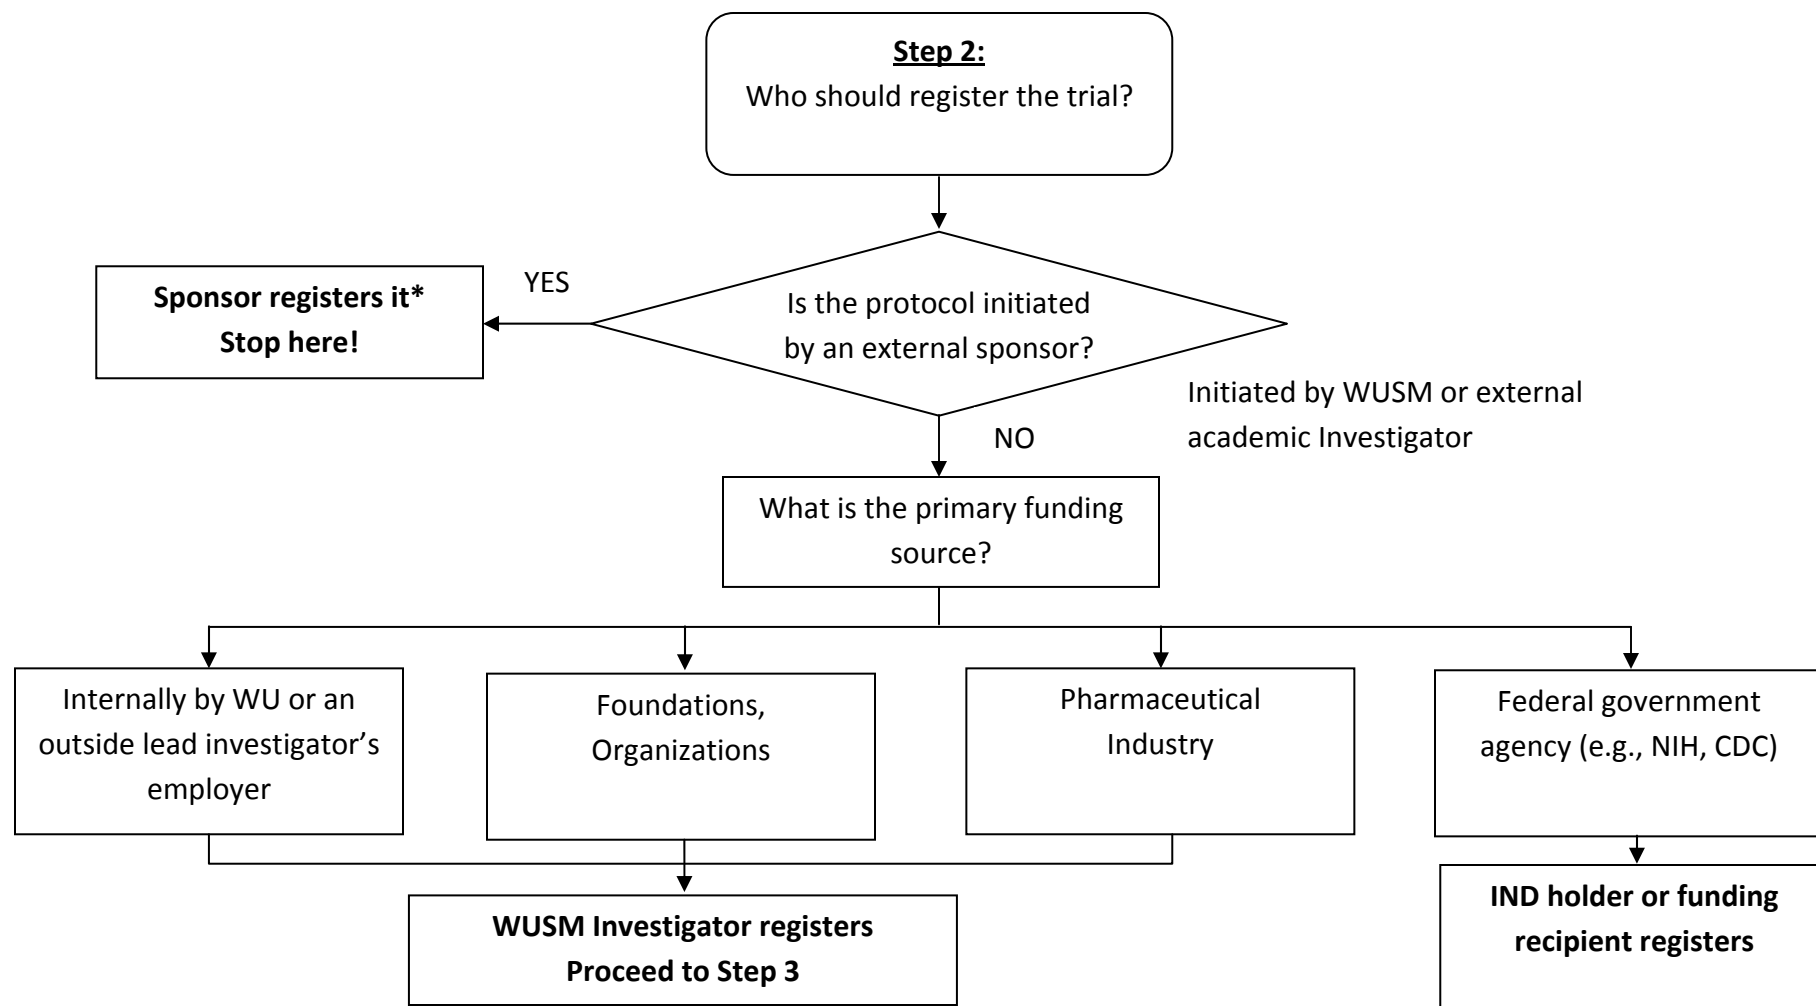 Step 2:
Who should register the trial?
YES
Sponsor registers it*
Stop here!
Is the protocol initiated
by an external sponsor?
Initiated by WUSM or external
academic Investigator
NO
What is the primary funding
source?
Internally by WU or an
outside lead investigator’s
employer
Foundations,
Organizations
Pharmaceutical
Industry
Federal government
agency (e.g., NIH, CDC)
WUSM Investigator registers
Proceed to Step 3
IND holder or funding
recipient registers